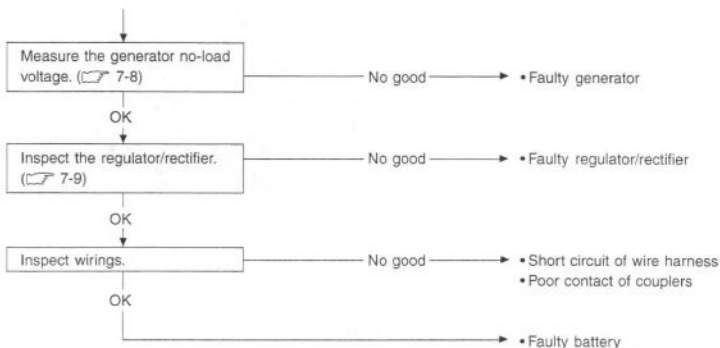 Measure the generator no-load
voltage. (☞ 7-8)
No good
• Faulty generator
OK
Inspect the regulator/rectifier.
(☞ 7-9)
No good
• Faulty regulator/rectifier
OK
Inspect wirings.
No good
• Short circuit of wire harness
• Poor contact of couplers
OK
• Faulty battery